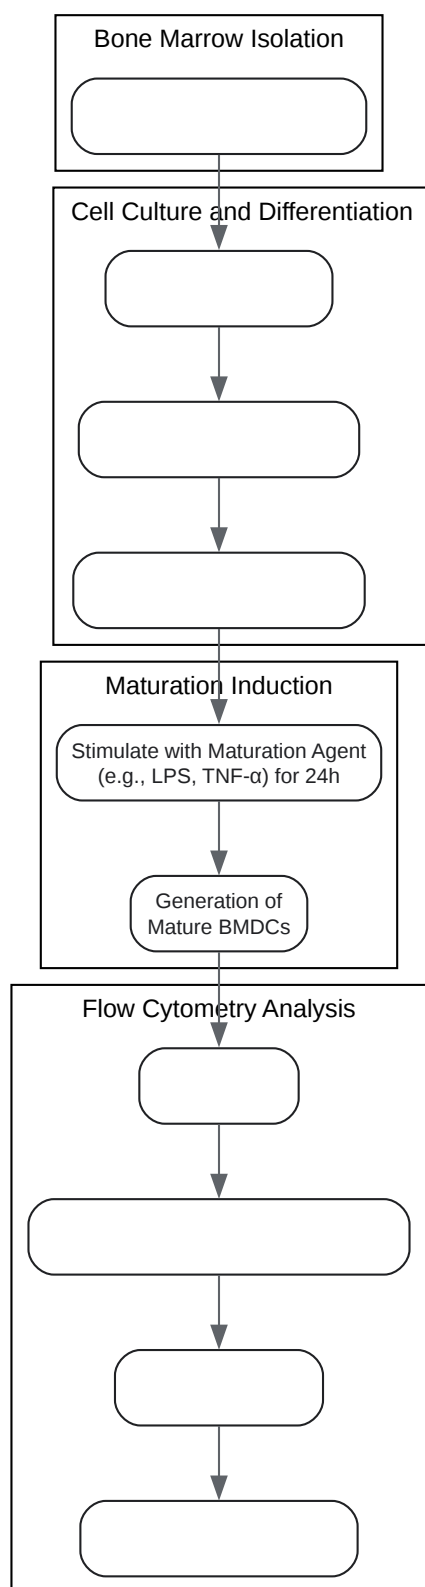 Bone Marrow Isolation
Cell Culture and Differentiation
Maturation Induction
Stimulate with Maturation Agent
(e.g., LPS, TNF-α) for 24h
Generation of
Mature BMDCs
Flow Cytometry Analysis